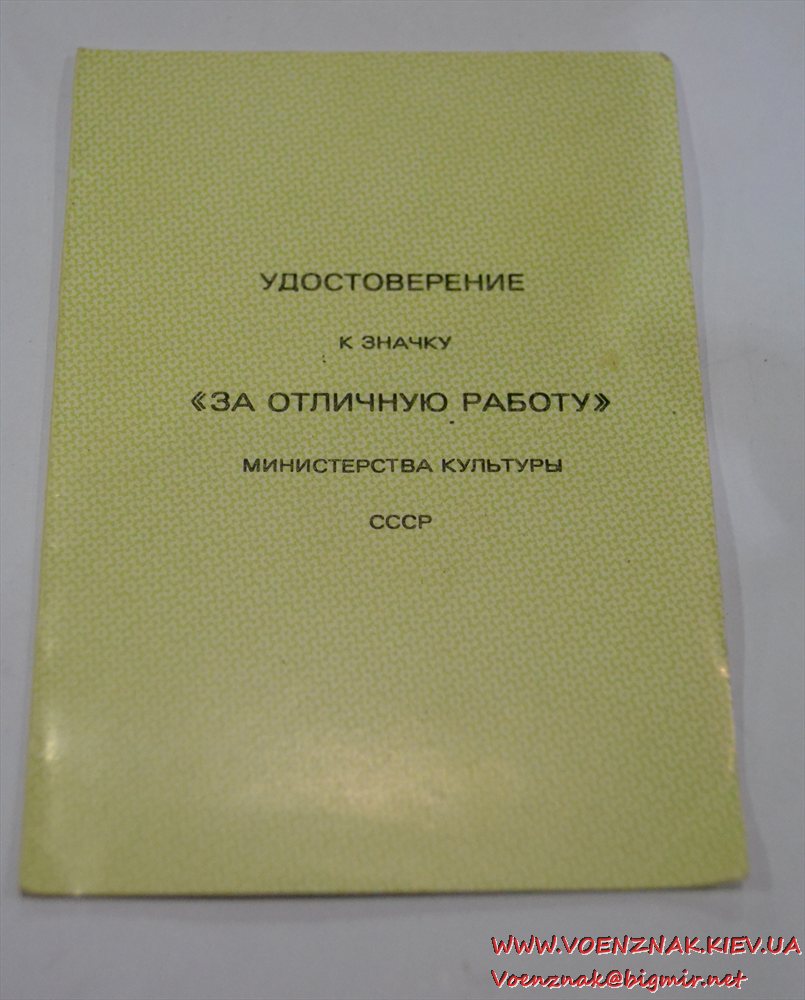 УДОСТОВЕРЕНИЕ
К ЗНАЧКУ
«ЗА ОТЛИЧНУЮ РАБОТУ»
МИНИСТЕРСТВА КУЛЬТУРЫ
СССР
WWW.VOENZNAK.KIEV.UA
Voenznak@bigmir.net